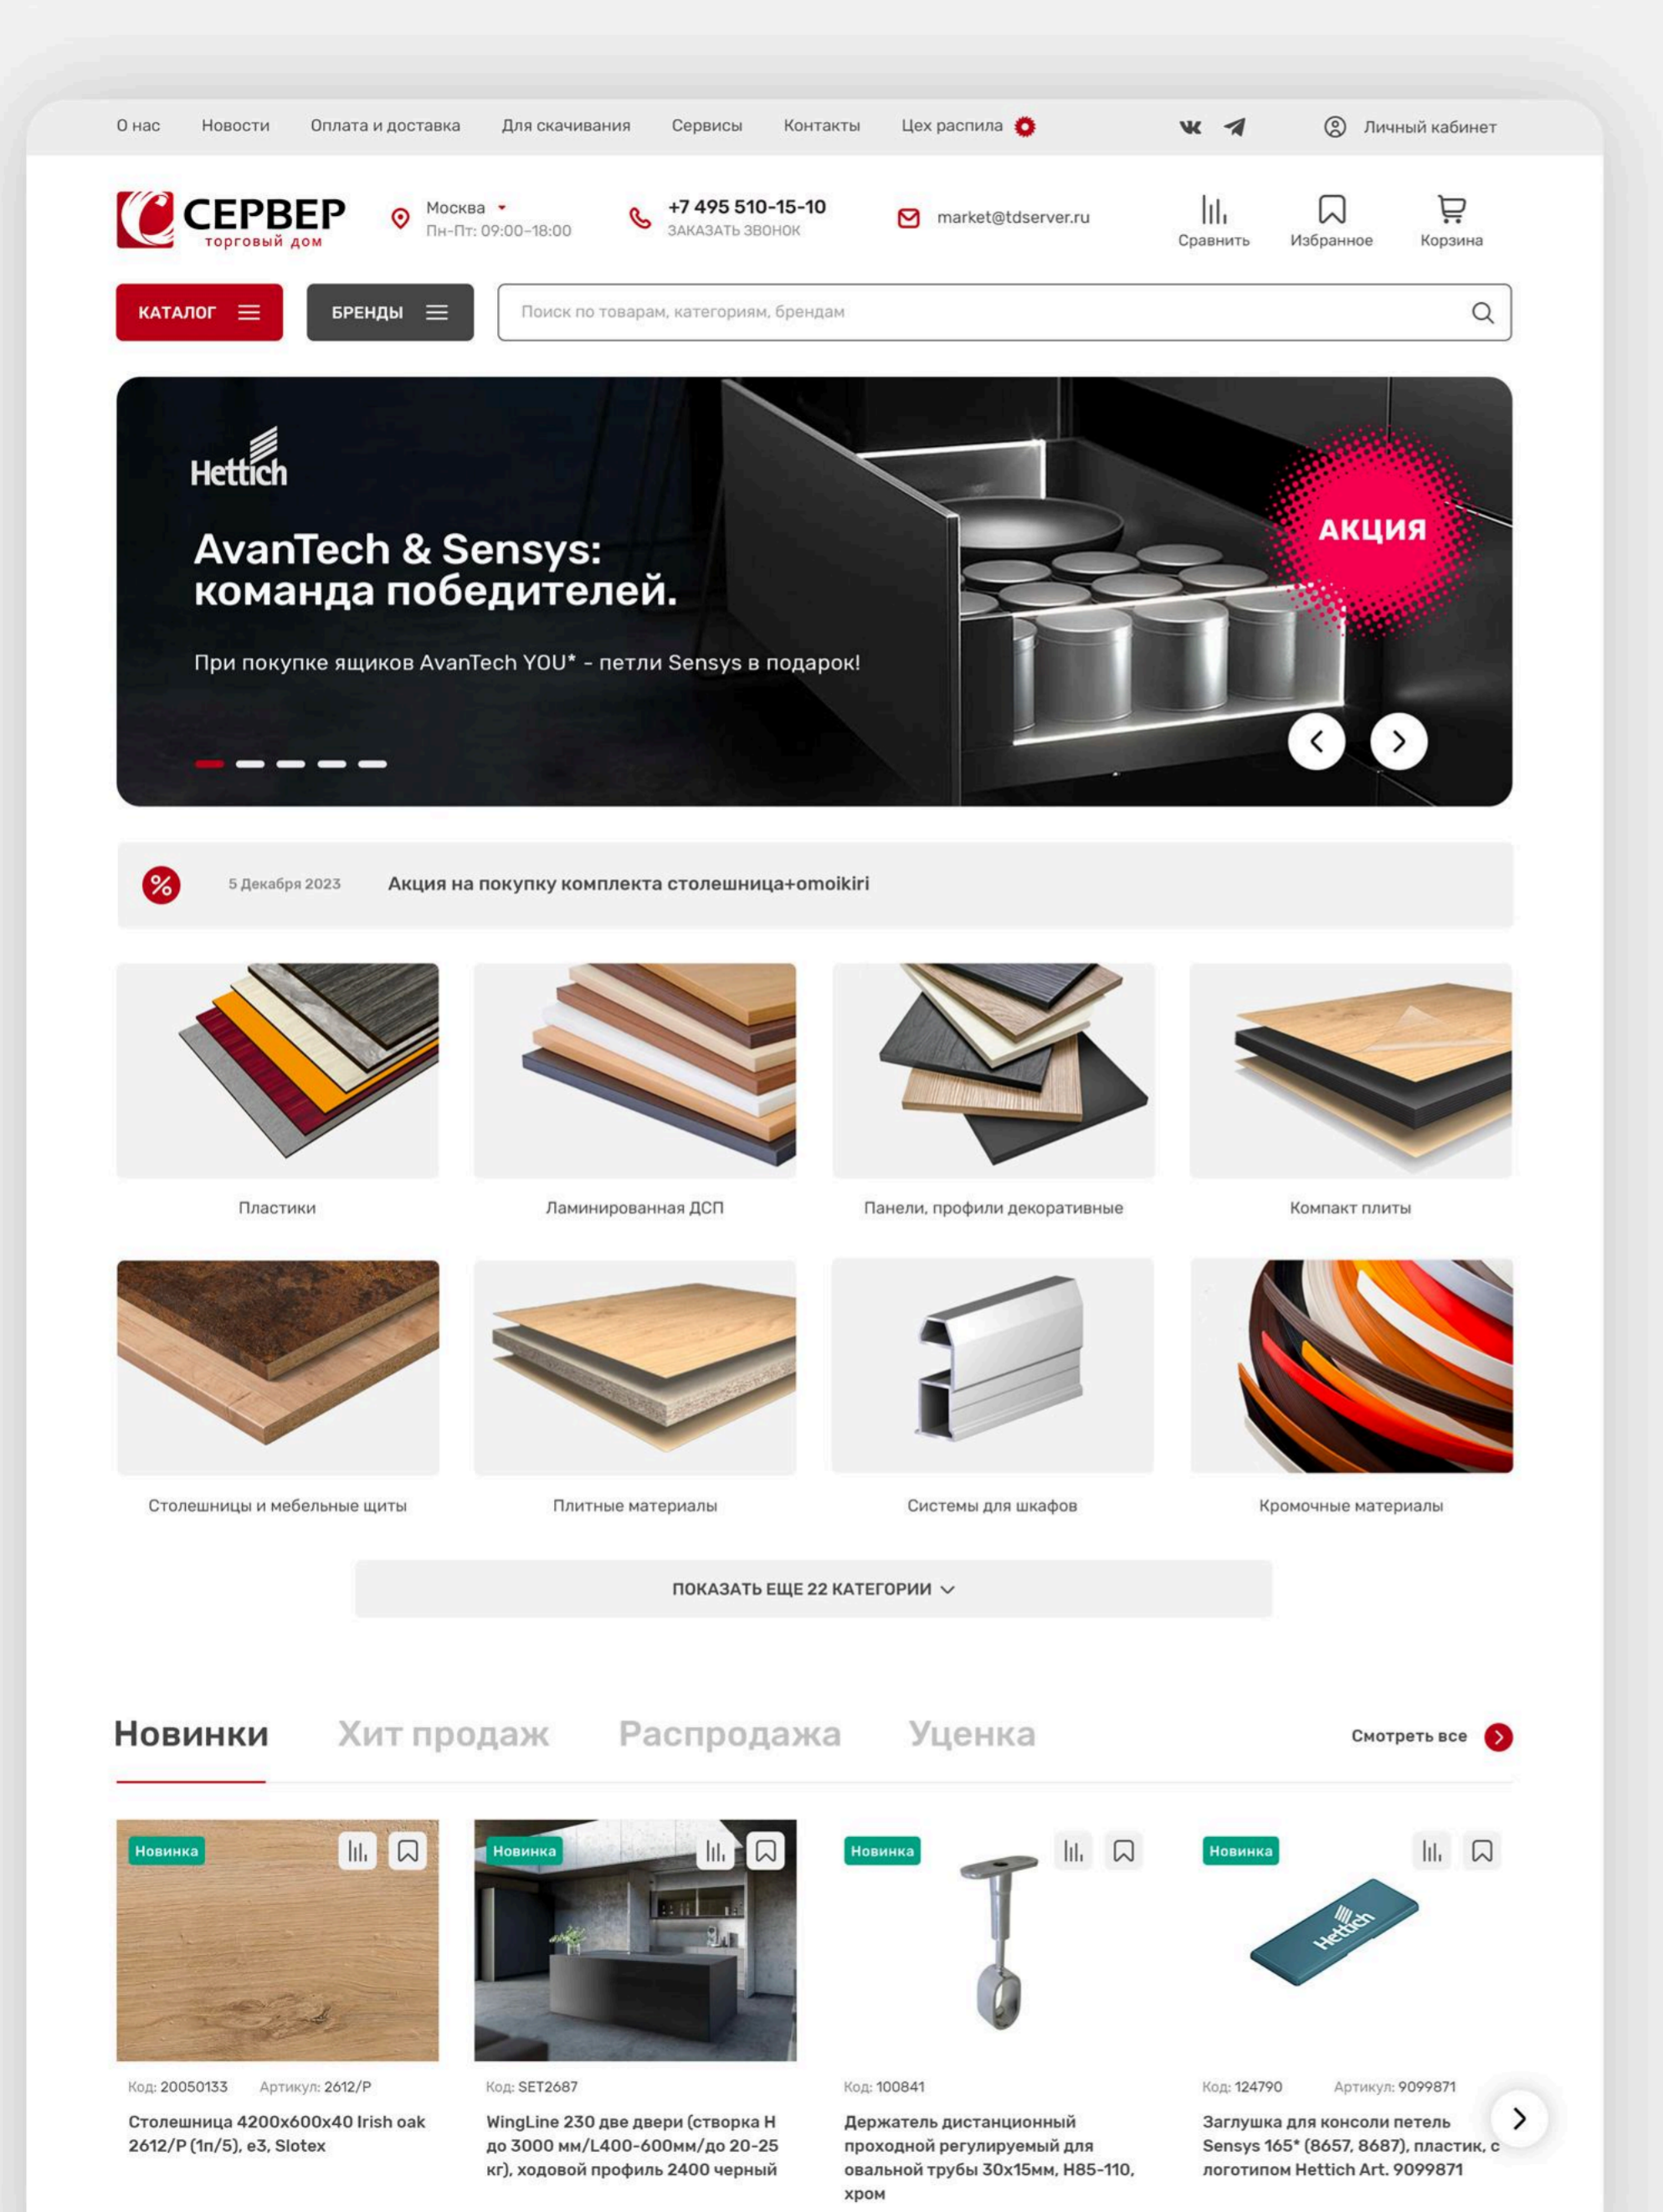 О нас Новости Оплата и доставка Для скачивания Сервисы Контакты Цех распила Личный кабинет
СЕРВЕР
торговый дом
Москва
Пн-Пт: 09:00-18:00
+7 495 510-15-10
ЗАКАЗАТЬ ЗВОНОК
market@tdserver.ru
Сравнить Избранное Корзина
КАТАЛОГ БРЕНДЫ Поиск по товарам, категориям, брендам
Hettich
АКЦИЯ
AvanTech & Sensys:
команда победителей.
При покупке ящиков AvanTech YOU* - петли Sensys в подарок!
% 5 Декабря 2023 Акция на покупку комплекта столешница+omoikiri
Пластики Ламинированная ДСП Панели, профили декоративные Компакт плиты
Столешницы и мебельные щиты Плитные материалы Системы для шкафов Кромочные материалы
ПОКАЗАТЬ ЕЩЕ 22 КАТЕГОРИИ
Новинки Хит продаж Распродажа Уценка Смотреть все
Новинка Новинка Новинка Новинка
Hettich
Код: 20050133 Артикул: 2612/P
Столешница 4200x600x40 Irish oak
2612/P (1п/5), e3, Slotex
Код: SET2687
WingLine 230 две двери (створка H
до 3000 мм/L400-600мм/до 20-25
кг), ходовой профиль 2400 черный
Код: 100841
Держатель дистанционный
проходной регулируемый для
овальной трубы 30х15мм, H85-110,
хром
Код: 124790 Артикул: 9099871
Заглушка для консоли петель
Sensys 165* (8657, 8687), пластик, с
логотипом Hettich Art. 9099871